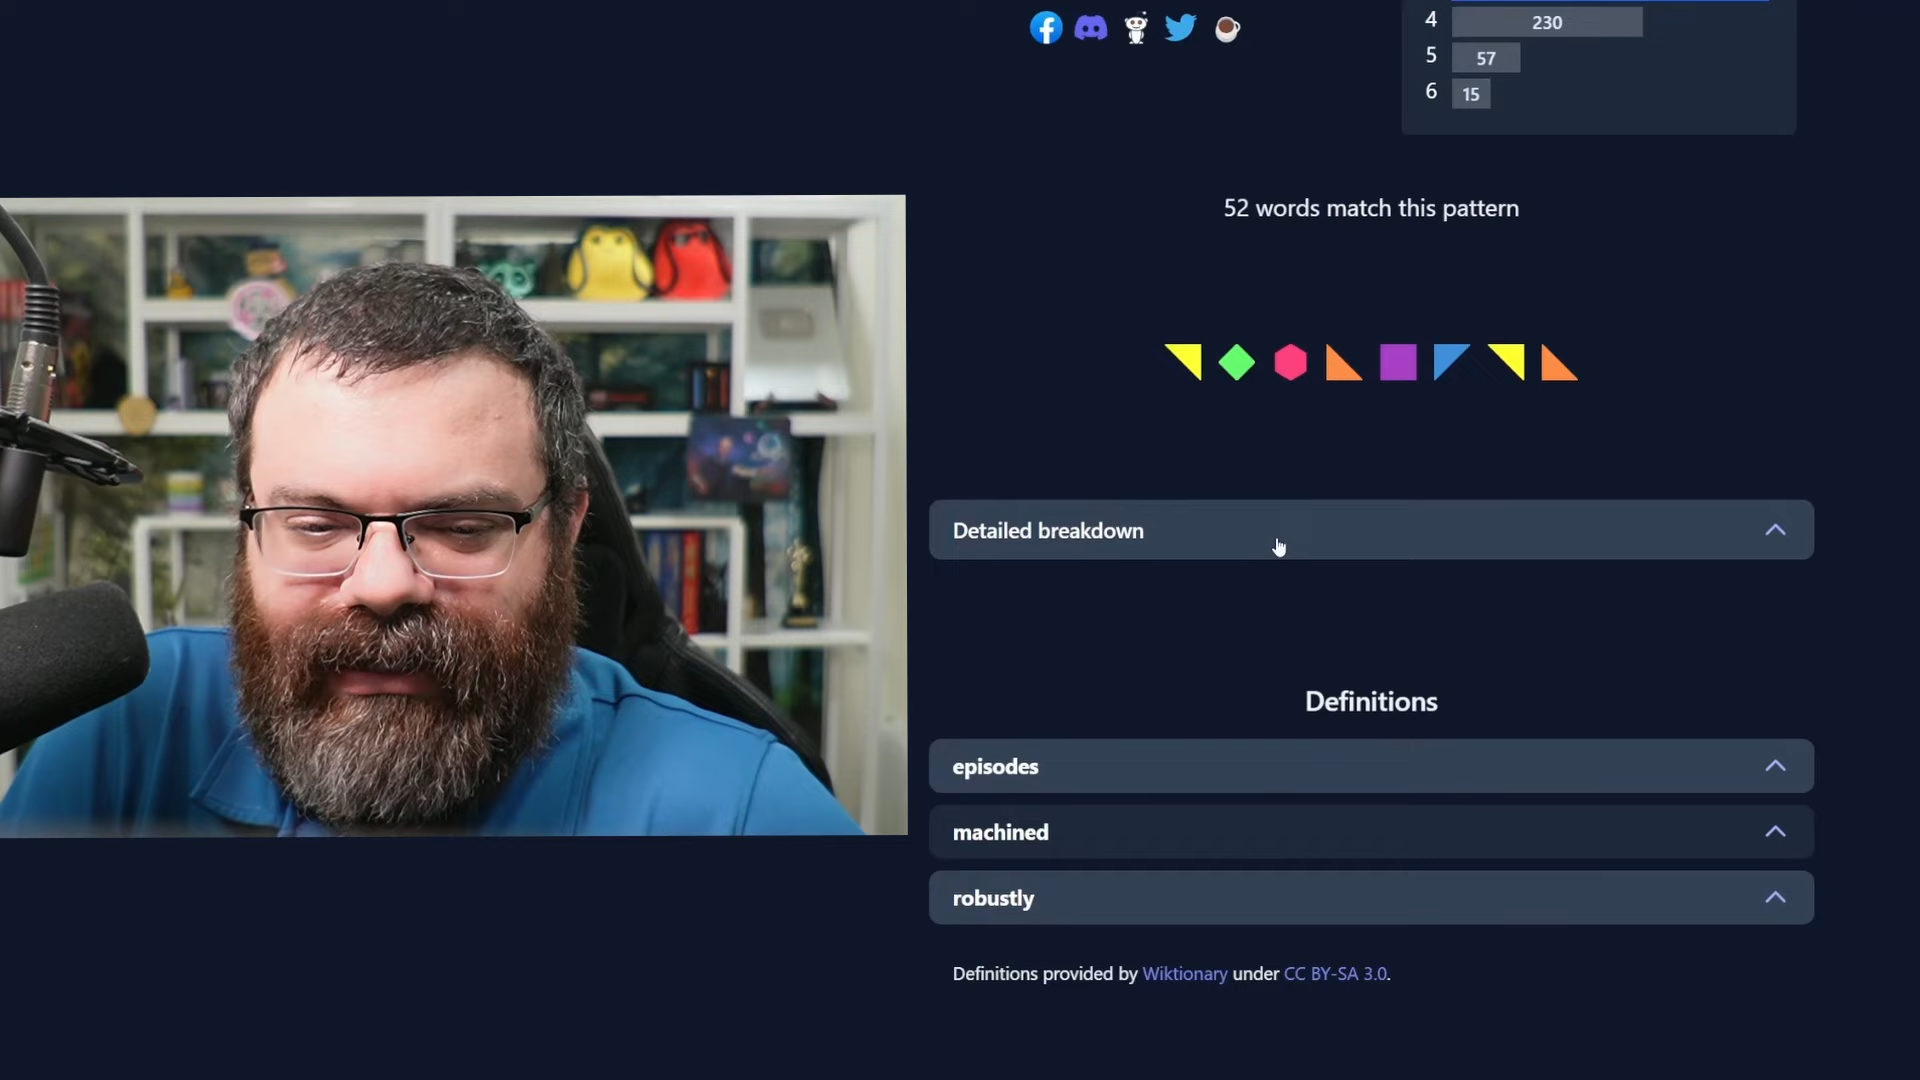 4 230
5 57
6 15
52 words match this pattern
Detailed breakdown
Definitions
episodes
machined
robustly
Definitions provided by Wiktionary under CC BY-SA 3.0.